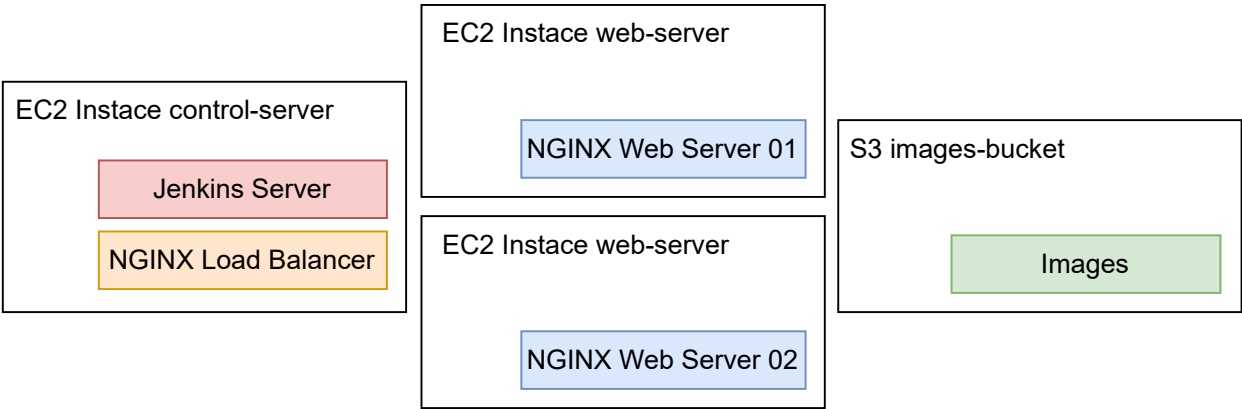 EC2 Instace control-server
Jenkins Server
NGINX Load Balancer
EC2 Instace web-server
NGINX Web Server 01
EC2 Instace web-server
NGINX Web Server 02
S3 images-bucket
Images